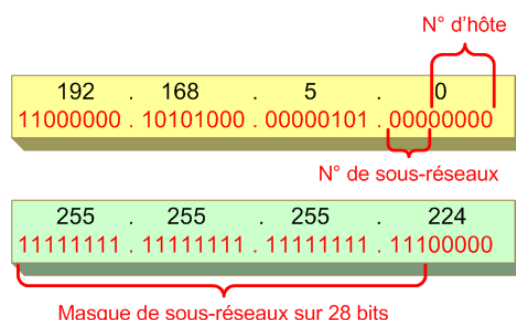 N° d'hôte
192 . 168 . 5 . 0
11000000 . 10101000 . 00000101 . 00000000
N° de sous-réseaux
255 . 255 . 255 . 224
11111111 . 11111111 . 11111111 . 11100000
Masque de sous-réseaux sur 28 bits